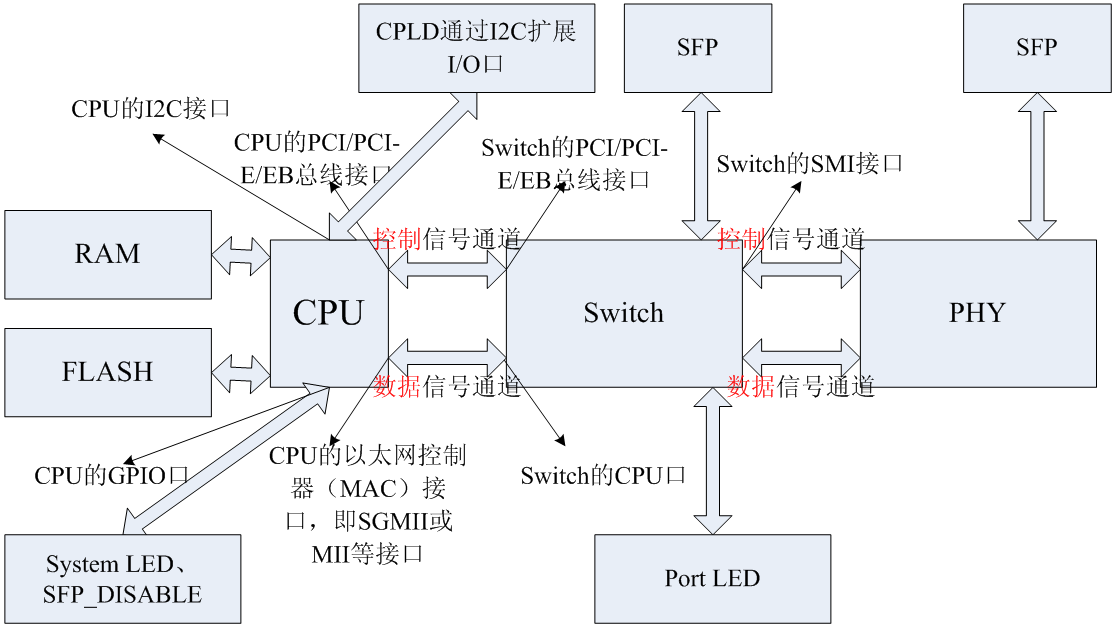 CPLD通过I2C扩展
I/O口
SFP
SFP
CPU的I2C接口
CPU的PCI/PCI-
E/EB总线接口
Switch的PCI/PCI-
E/EB总线接口
Switch的SMI接口
RAM
控制信号通道
控制信号通道
CPU
Switch
PHY
FLASH
数据信号通道
数据信号通道
CPU的GPIO口
CPU的以太网控制
器（MAC）接
口，即SGMII或
MII等接口
Switch的CPU口
System LED、
SFP_DISABLE
Port LED